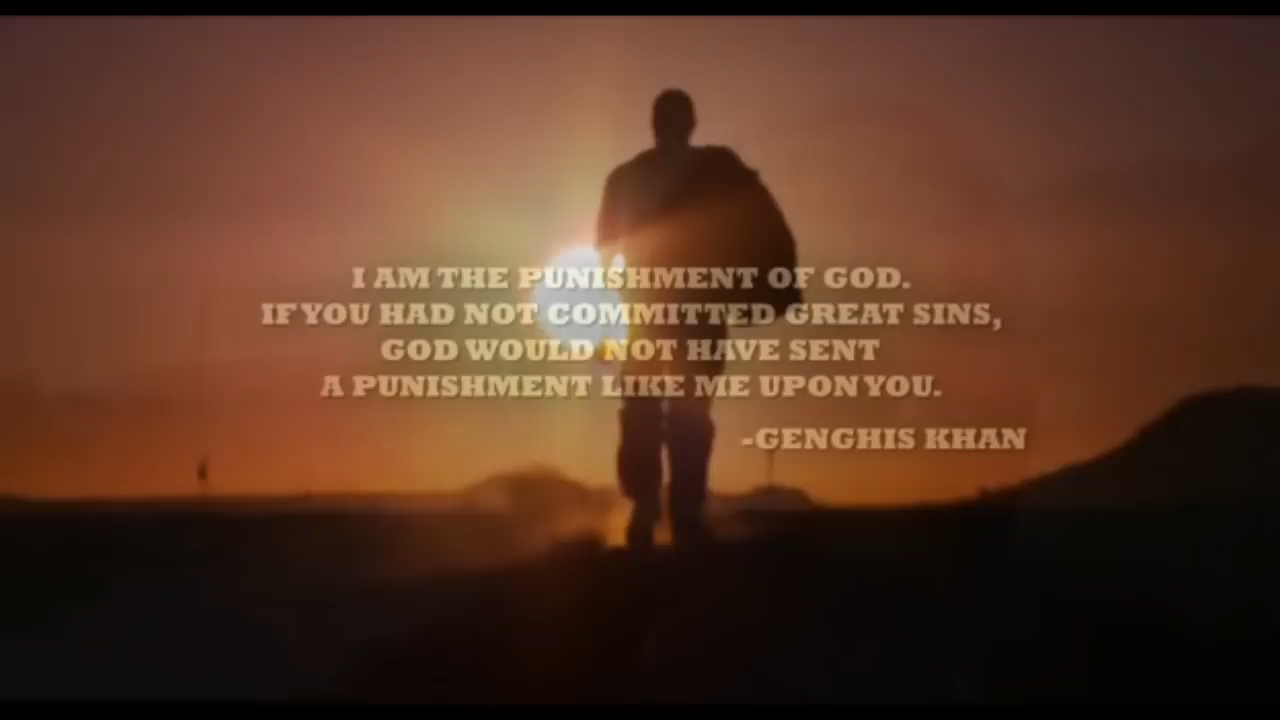 I AM THE PUNISHMENT OF GOD.
IF YOU HAD NOT COMMITTED GREAT SINS,
GOD WOULD NOT HAVE SENT
A PUNISHMENT LIKE ME UPON YOU.
-GENGHIS KHAN